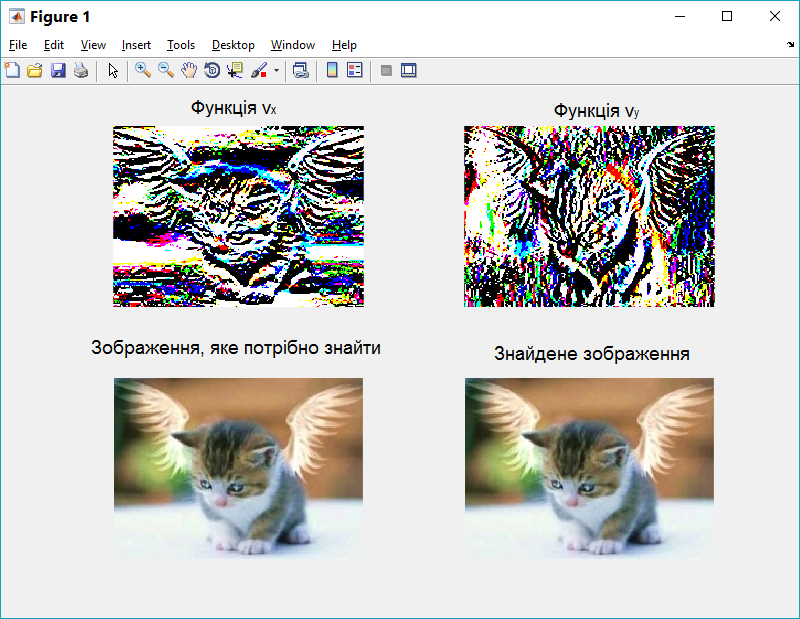 Figure 1
File Edit View Insert Tools Desktop Window Help
Функція vx
Функція vy
Зображення, яке потрібно знайти
Знайдене зображення